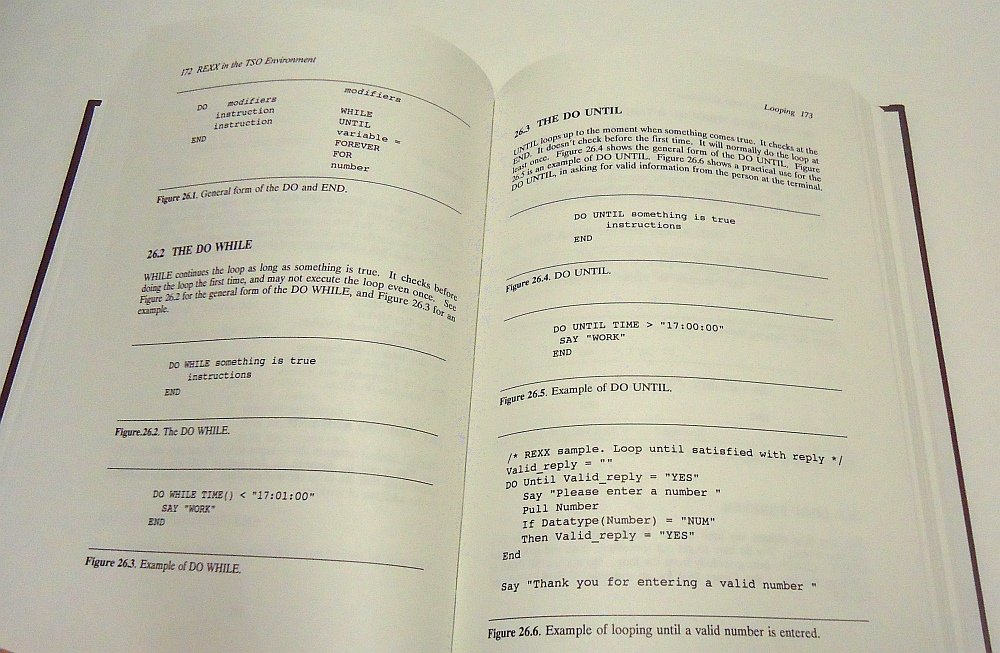 172 REXX in the TSO Environment
DO modifiers
instruction
instruction
END
modifiers
WHILE
UNTIL
variable =
FOREVER
FOR
number
Figure 26.1. General form of the DO and END.
26.2 THE DO WHILE
WHILE continues the loop as long as something is true. It checks before
doing the loop the first time, and may not execute the loop even once. See
Figure 26.2 for the general form of the DO WHILE, and Figure 26.3 for an
example.
DO WHILE something is true
instructions
END
Figure.26.2. The DO WHILE.
DO WHILE TIME() < "17:01:00"
SAY "WORK"
END
Figure 26.3. Example of DO WHILE.
Looping 173
26.3 THE DO UNTIL
UNTIL loops up to the moment when something comes true. It checks at the
END. It doesn't check before the first time. It will normally do the loop at
least once. Figure 26.4 shows the general form of the DO UNTIL. Figure
26.5 is an example of DO UNTIL. Figure 26.6 shows a practical use for the
DO UNTIL, in asking for valid information from the person at the terminal.
DO UNTIL something is true
instructions
END
Figure 26.4. DO UNTIL.
DO UNTIL TIME > "17:00:00"
SAY "WORK"
END
Figure 26.5. Example of DO UNTIL.
/* REXX sample. Loop until satisfied with reply */
Valid_reply = ""
DO Until Valid_reply = "YES"
Say "Please enter a number "
Pull Number
If Datatype(Number) = "NUM"
Then Valid_reply = "YES"
End
Say "Thank you for entering a valid number "
Figure 26.6. Example of looping until a valid number is entered.